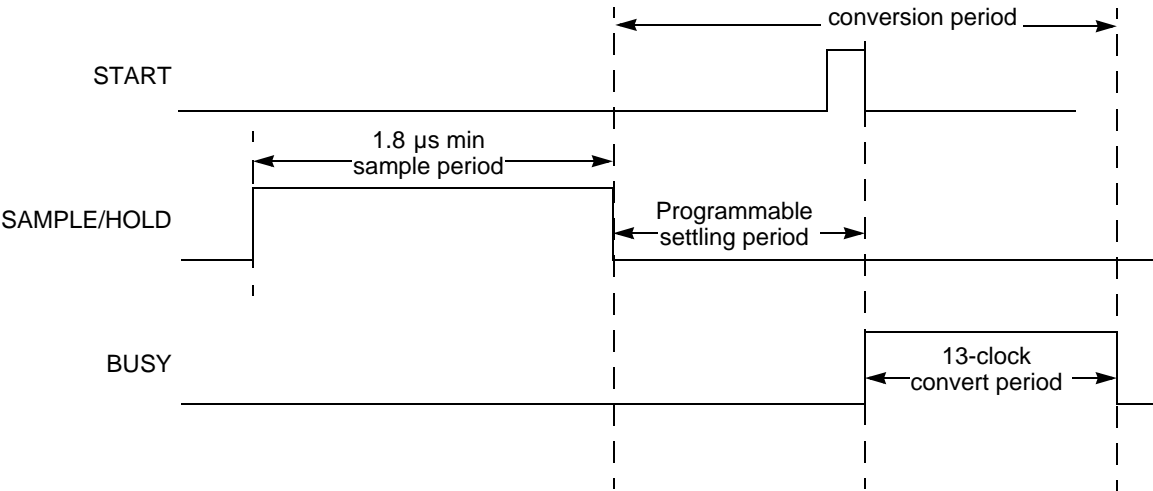 conversion period
START
1.8 µs min
sample period
SAMPLE/HOLD
Programmable
settling period
BUSY
13-clock
convert period